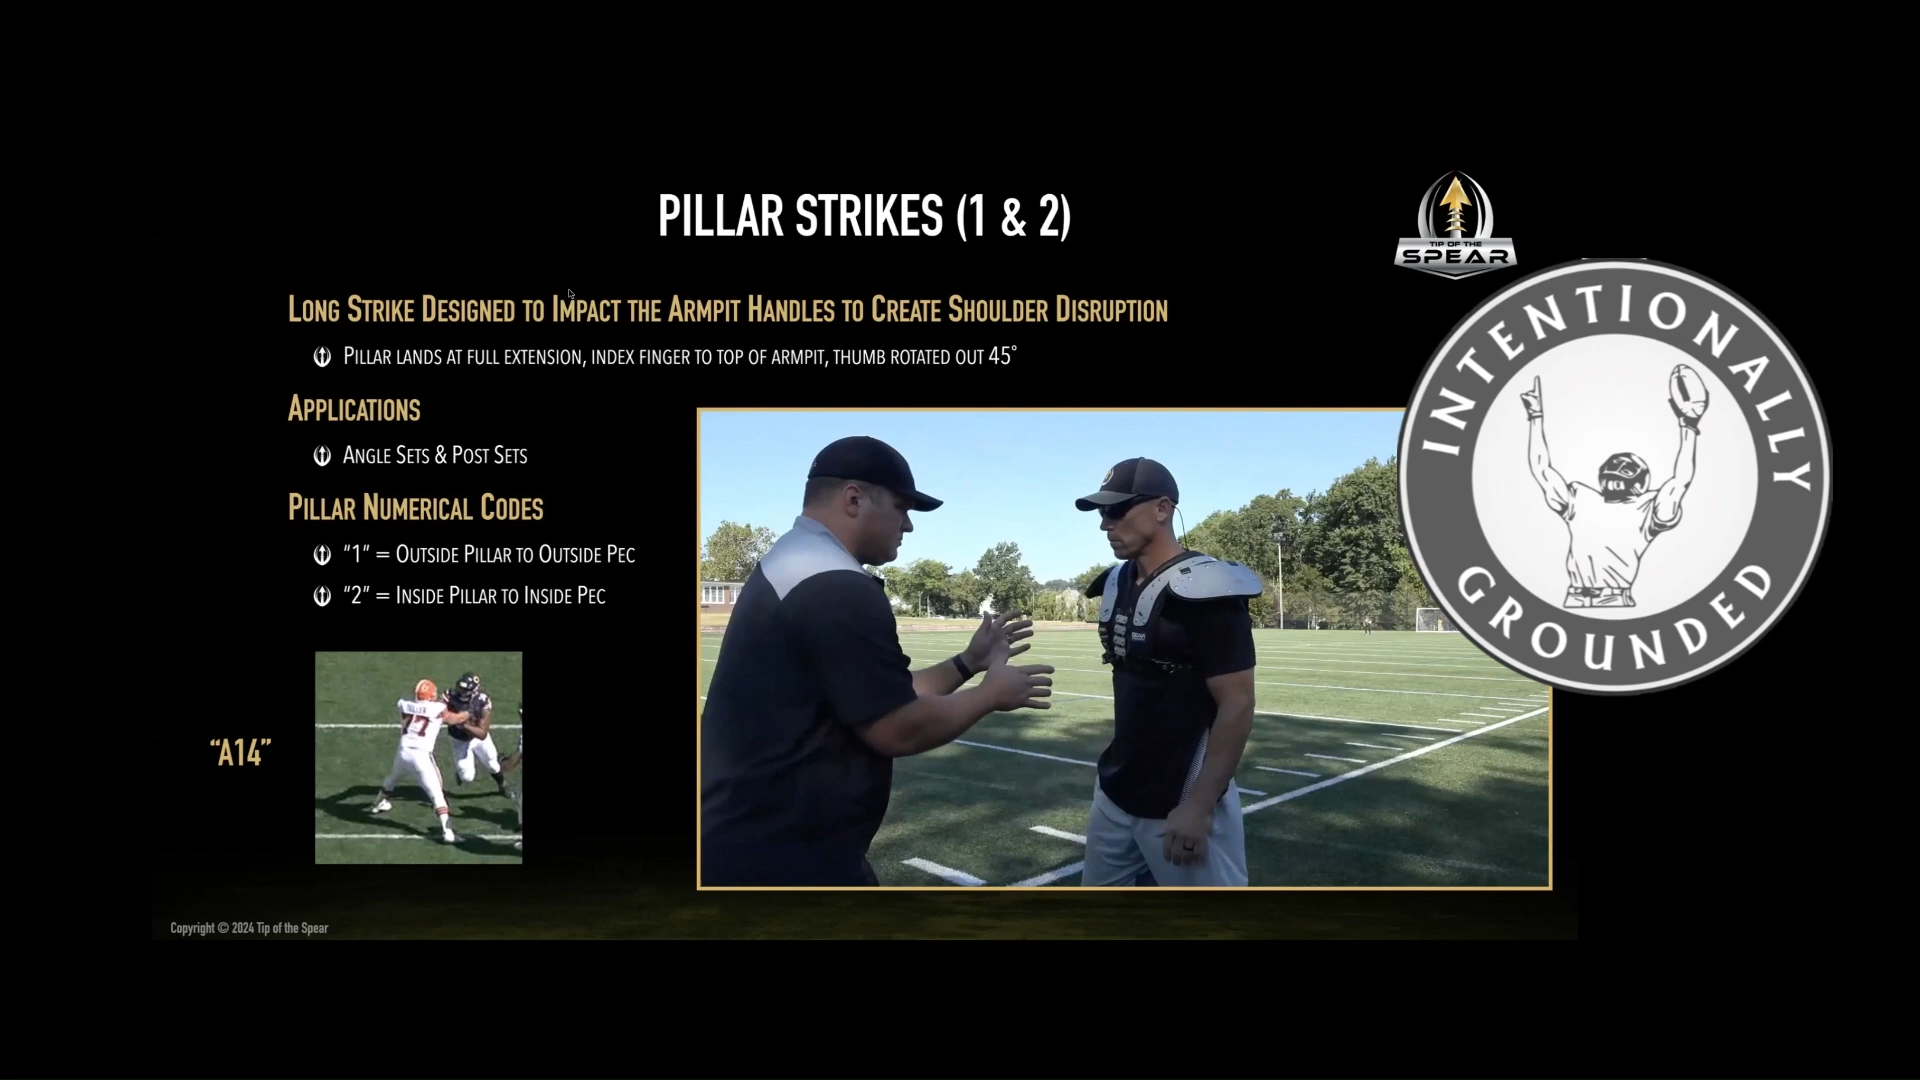 PILLAR STRIKES (1 & 2)
TIP OF THE
SPEAR
LONG STRIKE DESIGNED TO IMPACT THE ARMPIT HANDLES TO CREATE SHOULDER DISRUPTION
PILLAR LANDS AT FULL EXTENSION, INDEX FINGER TO TOP OF ARMPIT, THUMB ROTATED OUT 45°
APPLICATIONS
ANGLE SETS & POST SETS
PILLAR NUMERICAL CODES
“1” = OUTSIDE PILLAR TO OUTSIDE PEC
“2” = INSIDE PILLAR TO INSIDE PEC
“A14”
INTENTIONALLY
GROUNDED
Copyright © 2024 Tip of the Spear